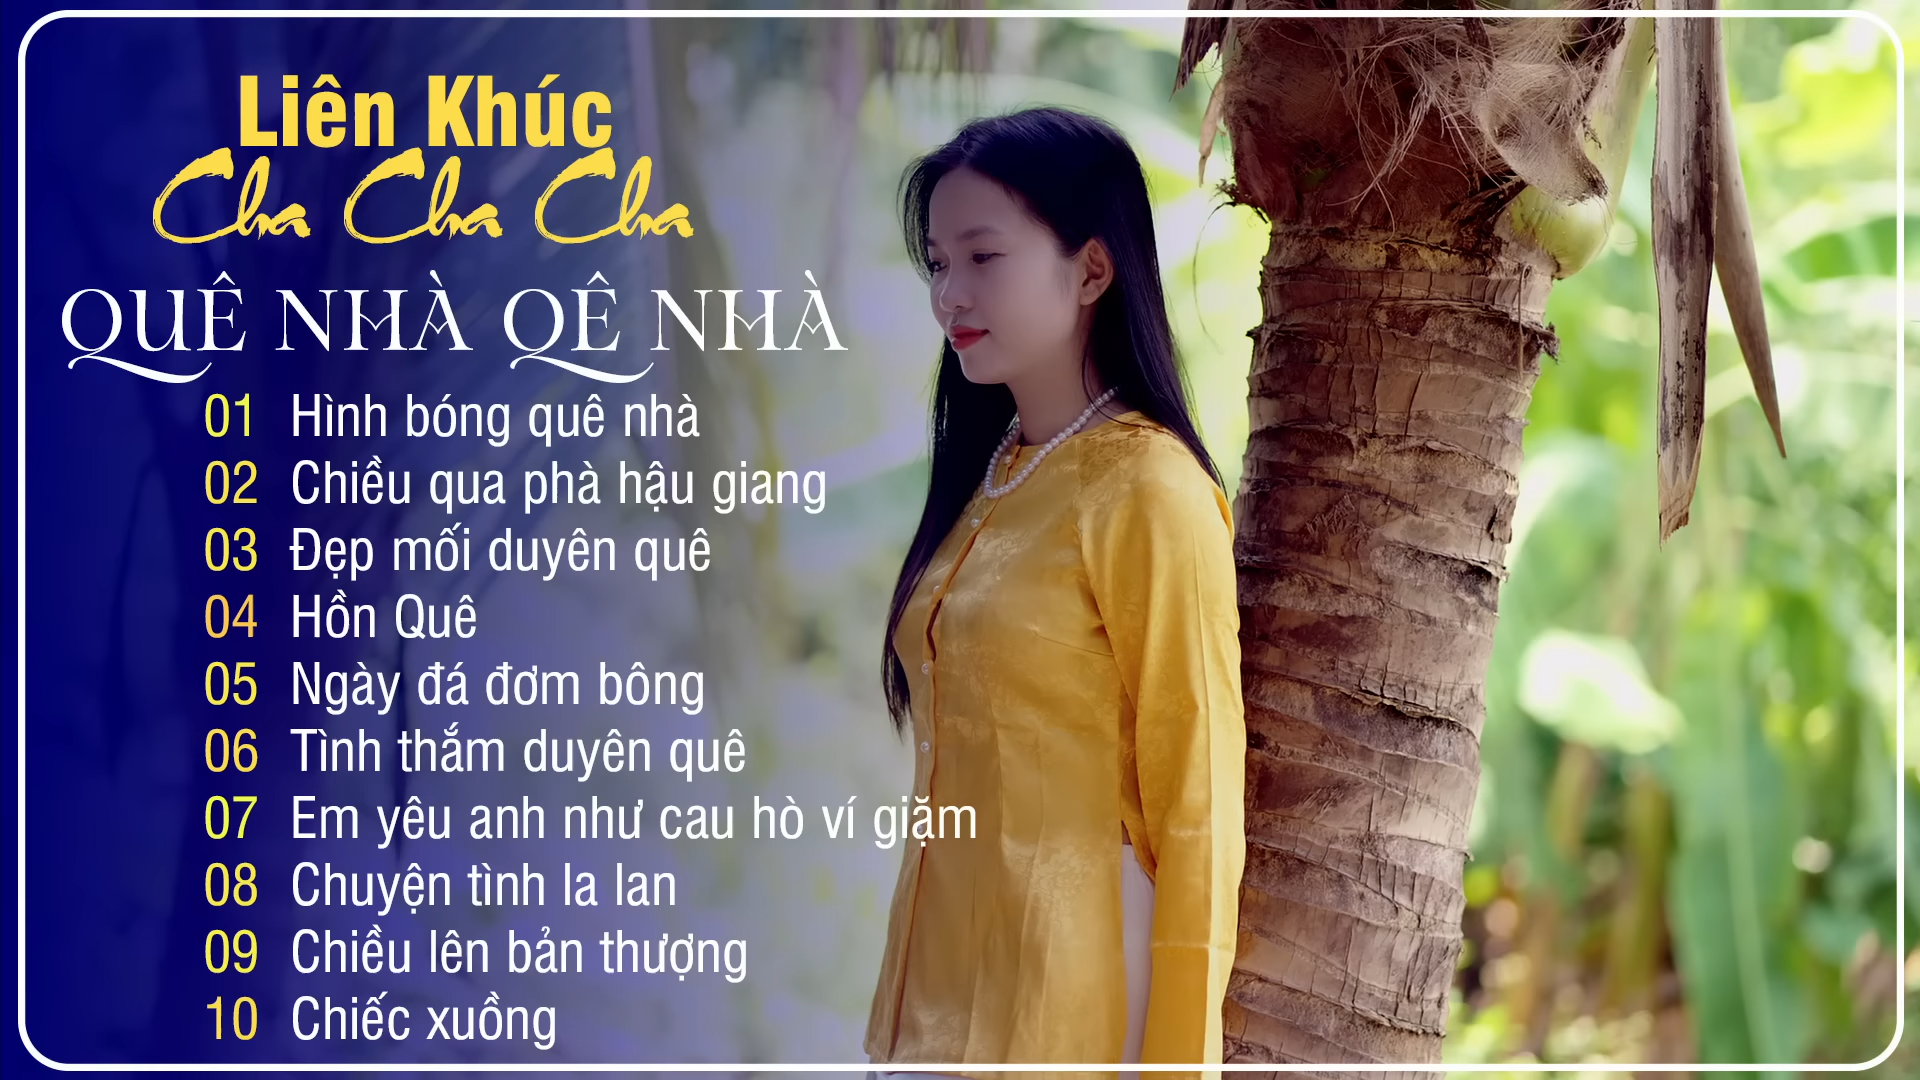 Liên Khúc
Cha Cha Cha
QUÊ NHÀ QÊ NHÀ
01 Hình bóng quê nhà
02 Chiều qua phà hậu giang
03 Đẹp mối duyên quê
04 Hồn Quê
05 Ngày đá đơm bông
06 Tình thắm duyên quê
07 Em yêu anh như cau hò ví giặm
08 Chuyện tình la lan
09 Chiều lên bản thượng
10 Chiếc xuồng